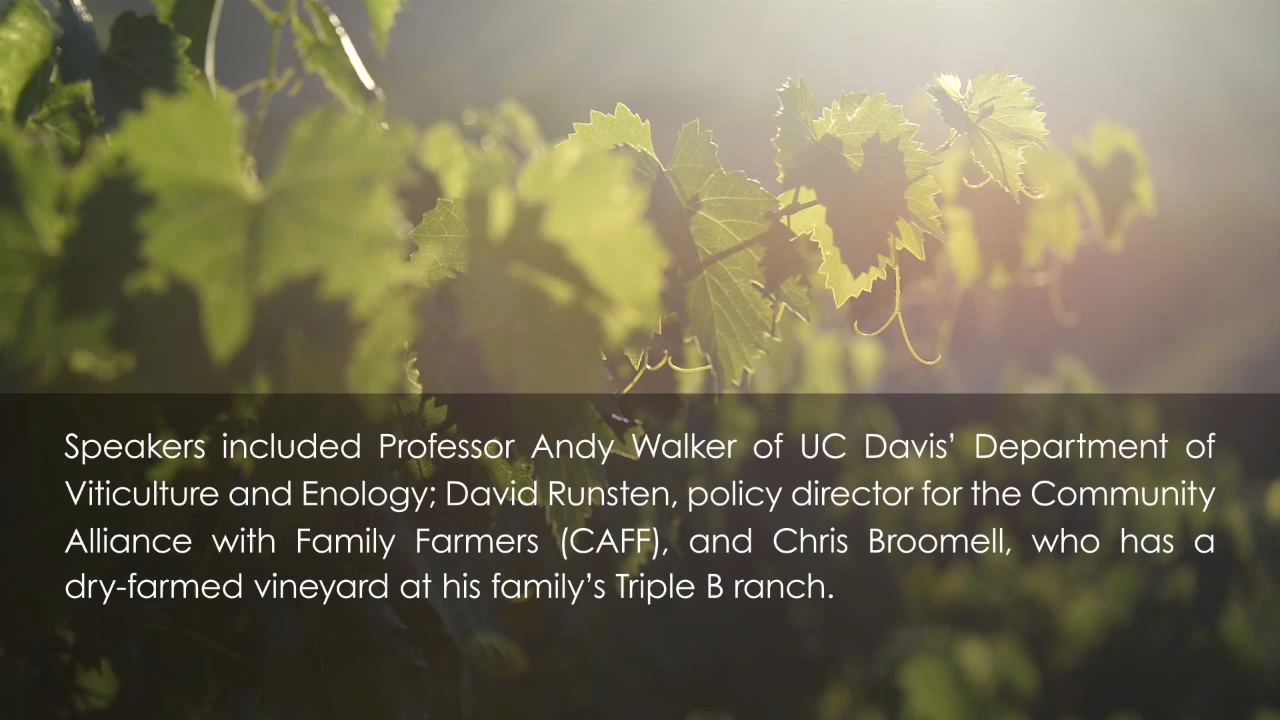 Speakers included Professor Andy Walker of UC Davis’ Department of
Viticulture and Enology; David Runsten, policy director for the Community
Alliance with Family Farmers (CAFF), and Chris Broomell, who has a
dry-farmed vineyard at his family’s Triple B ranch.